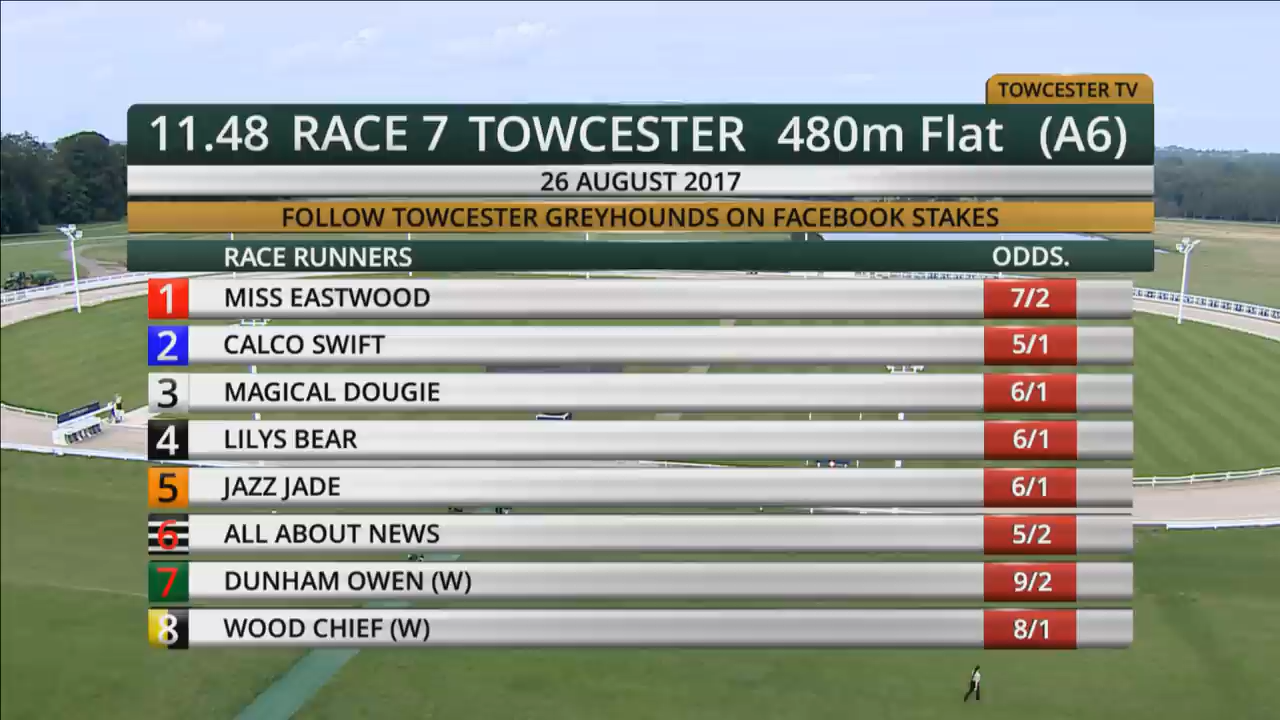 TOWCESTER TV
11.48 RACE 7 TOWCESTER 480m Flat (A6)
26 AUGUST 2017
FOLLOW TOWCESTER GREYHOUNDS ON FACEBOOK STAKES
RACE RUNNERS ODDS.
1 MISS EASTWOOD 7/2
2 CALCO SWIFT 5/1
3 MAGICAL DOUGIE 6/1
4 LILYS BEAR 6/1
5 JAZZ JADE 6/1
6 ALL ABOUT NEWS 5/2
7 DUNHAM OWEN (W) 9/2
8 WOOD CHIEF (W) 8/1